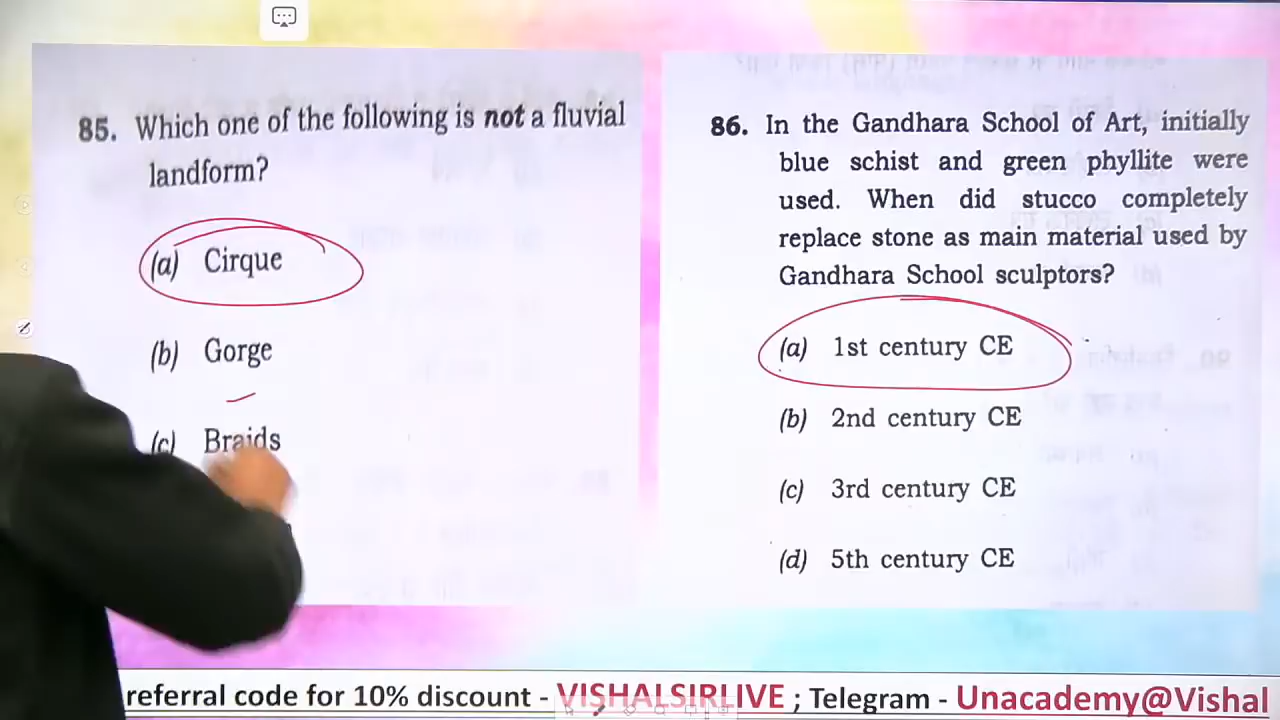 85. Which one of the following is not a fluvial
landform?
(a) Cirque
(b) Gorge
(c) Braids
86. In the Gandhara School of Art, initially
blue schist and green phyllite were
used. When did stucco completely
replace stone as main material used by
Gandhara School sculptors?
(a) 1st century CE
(b) 2nd century CE
(c) 3rd century CE
(d) 5th century CE
referral code for 10% discount - VISHALSIRLIVE ; Telegram - Unacademy@Vishal